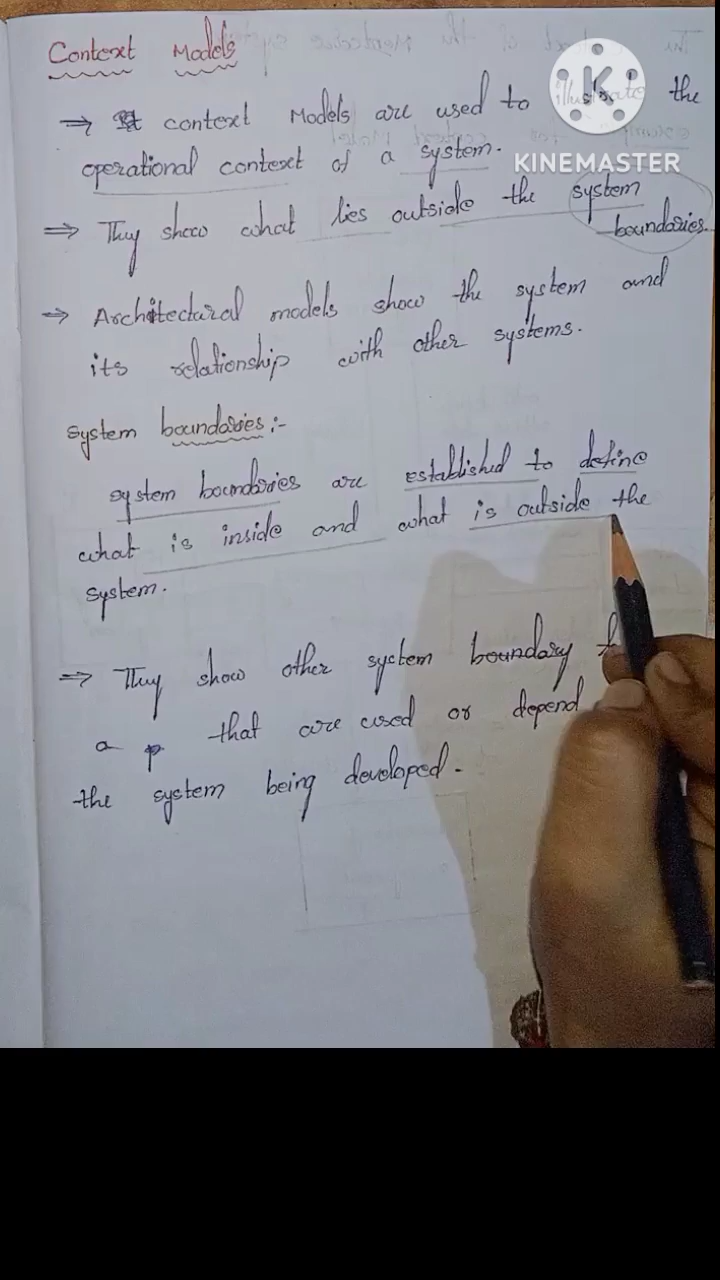 Context Models
⇒ context Models are used to illustrate the
operational context of a system.
⇒ They show what lies outside the system
boundaries.
⇒ Architectural models show the system and
its relationship with other systems.
system boundaries :-
system boundaries are established to define
what is inside and what is outside the
system.
⇒ They show other system boundary
a p that are used or depend
the system being developed.
KINEMASTER